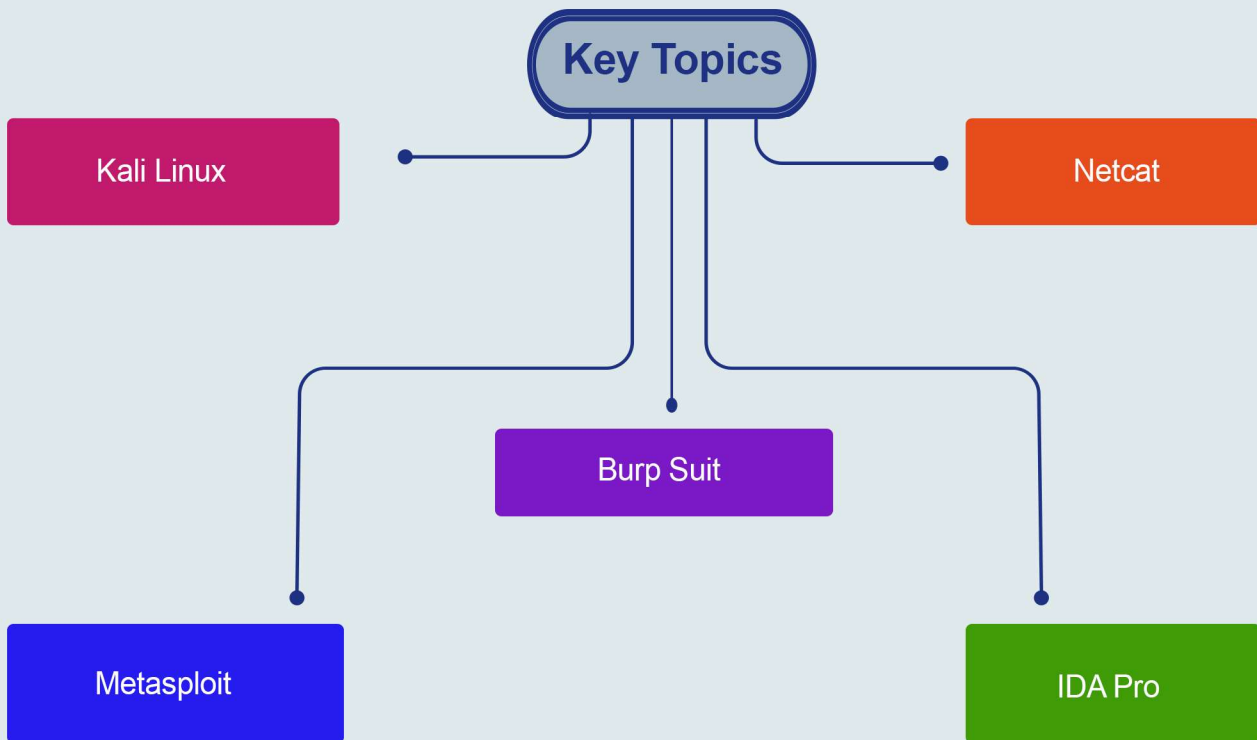 Key Topics
Kali Linux
Netcat
Burp Suit
Metasploit
IDA Pro